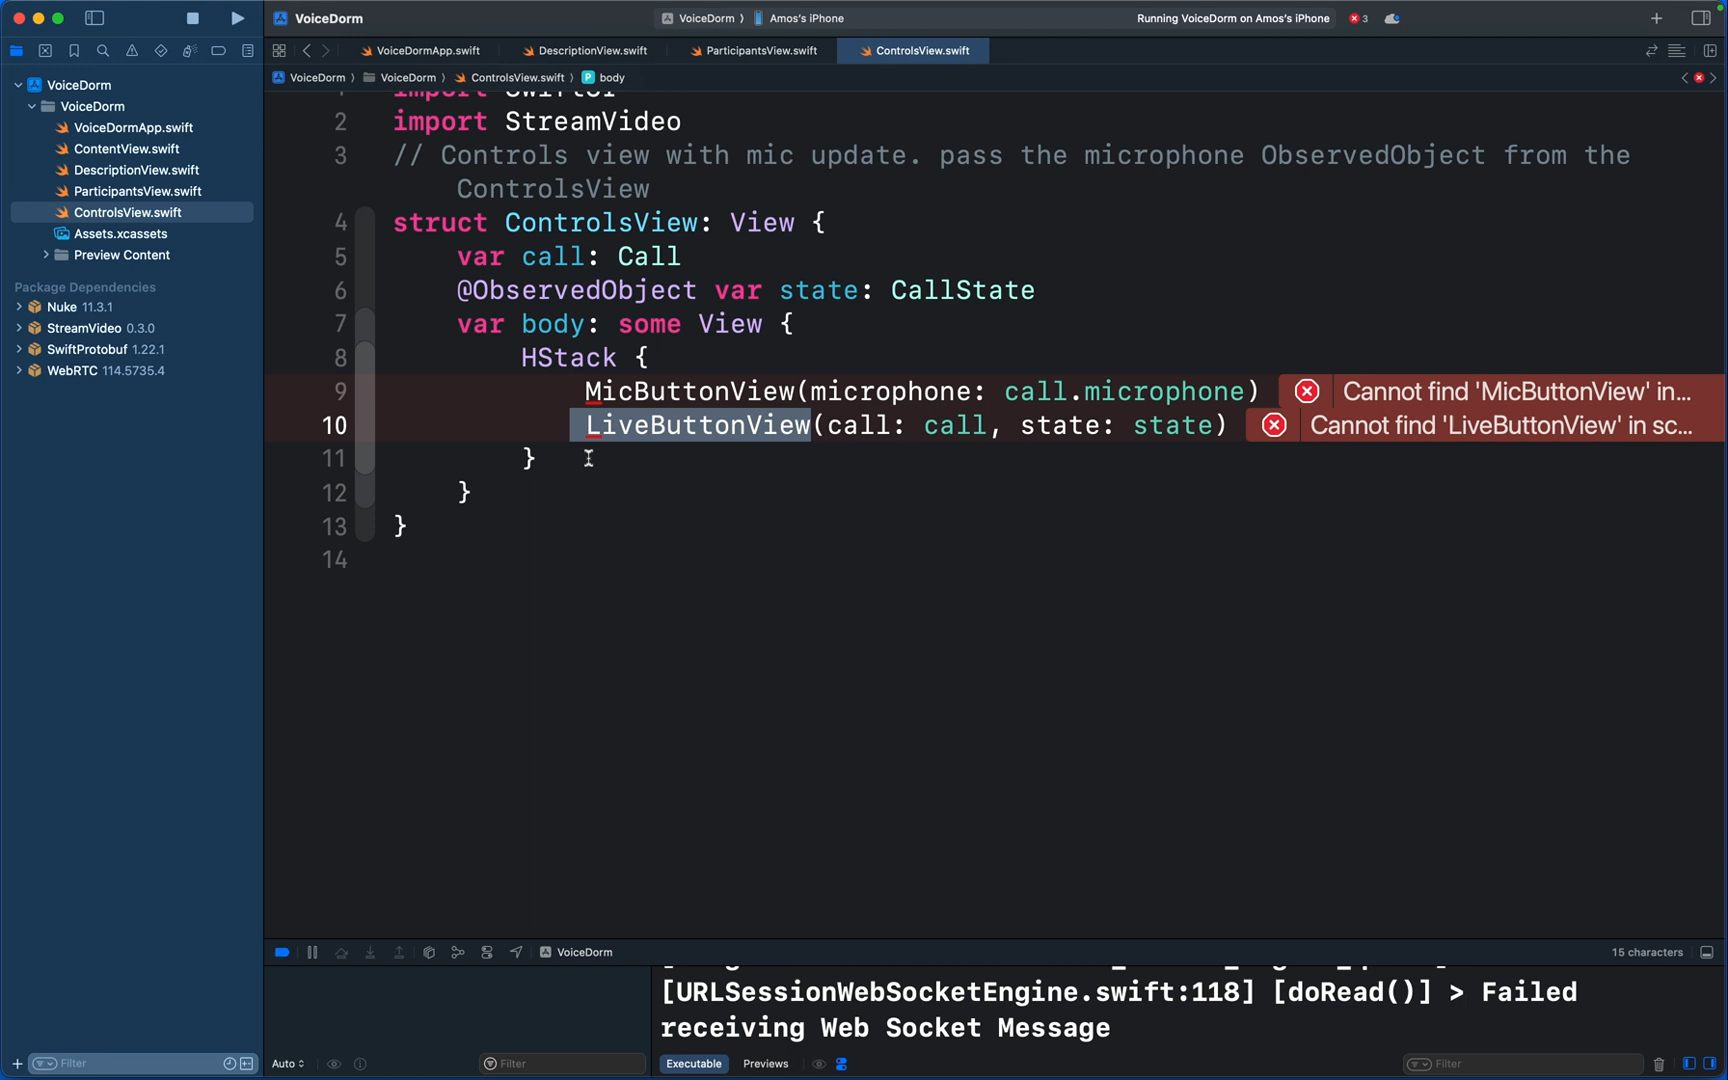 VoiceDorm
VoiceDorm ⟩ Amos's iPhone
Running VoiceDorm on Amos's iPhone
3
VoiceDormApp.swift
DescriptionView.swift
ParticipantsView.swift
ControlsView.swift
VoiceDorm ⟩ VoiceDorm ⟩ ControlsView.swift ⟩ P body
VoiceDorm
VoiceDorm
VoiceDormApp.swift
ContentView.swift
DescriptionView.swift
ParticipantsView.swift
ControlsView.swift
Assets.xcassets
Preview Content
Package Dependencies
Nuke 11.3.1
StreamVideo 0.3.0
SwiftProtobuf 1.22.1
WebRTC 114.5735.4
Filter
2 import StreamVideo
3 // Controls view with mic update. pass the microphone ObservedObject from the
ControlsView
4 struct ControlsView: View {
5 var call: Call
6 @ObservedObject var state: CallState
7 var body: some View {
8 HStack {
9 MicButtonView(microphone: call.microphone) Cannot find 'MicButtonView' in...
10 LiveButtonView(call: call, state: state) Cannot find 'LiveButtonView' in sc...
11 }
12 }
13 }
14
VoiceDorm
15 characters
[URLSessionWebSocketEngine.swift:118] [doRead()] > Failed
receiving Web Socket Message
Auto
Filter
Executable
Previews
Filter